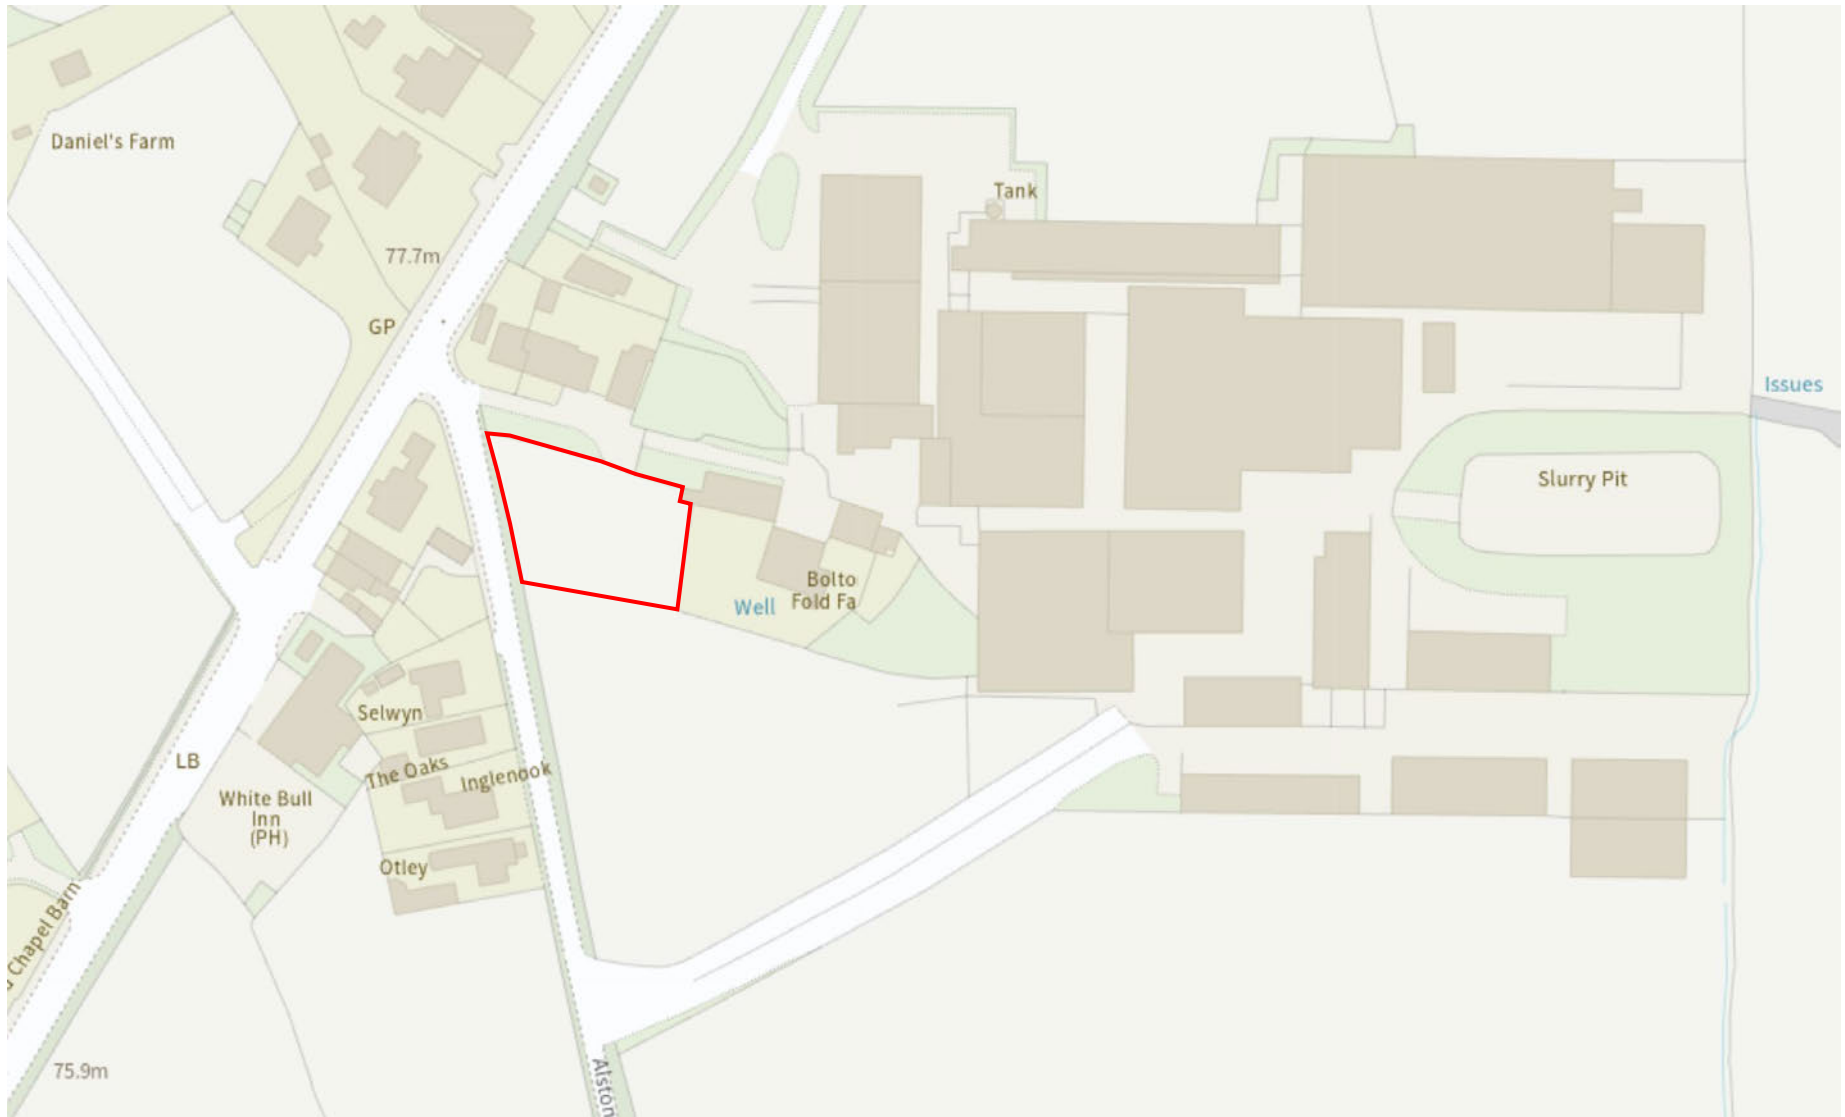 Daniel's Farm
Tank
77.7m
GP
Issues
Slurry Pit
Bolto
Fold Fa
Well
Selwyn
LB
The Oaks
Inglenook
White Bull
Inn
(PH)
Otley
Chapel Barn
75.9m
Alston